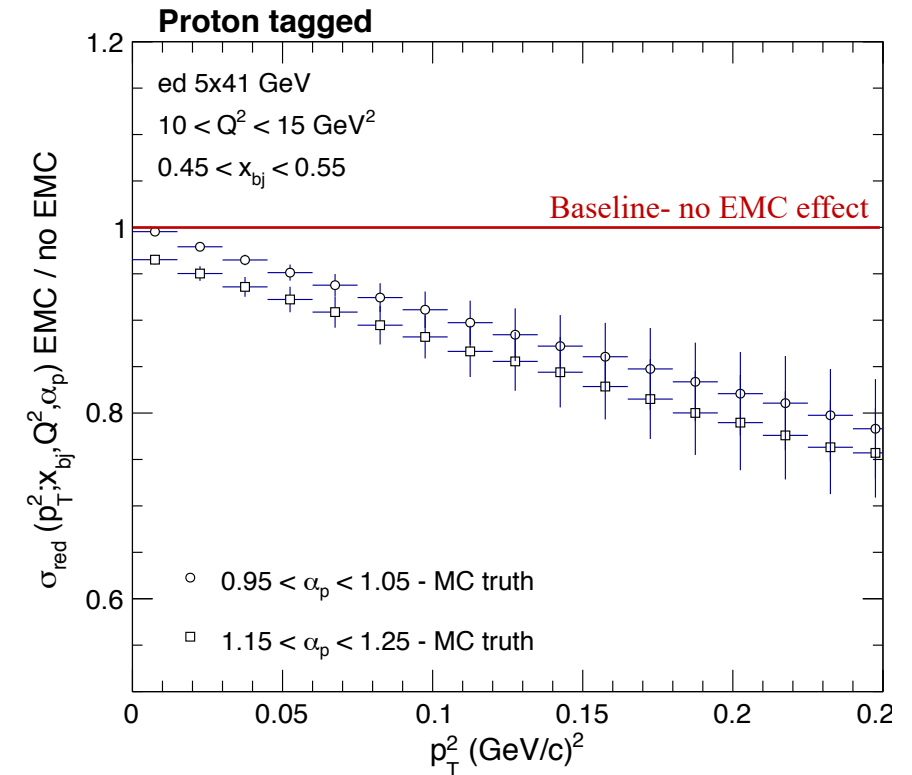 Proton tagged
1.2
ed 5x41 GeV
10 < Q² < 15 GeV²
0.45 < x_bj < 0.55
Baseline- no EMC effect
1
0.8
0.6
σ_red (p_T²;x_bj,Q²,α_p) EMC / no EMC
0.95 < α_p < 1.05 - MC truth
1.15 < α_p < 1.25 - MC truth
0 0.05 0.1 0.15 0.2 0.2
p_T² (GeV/c)²